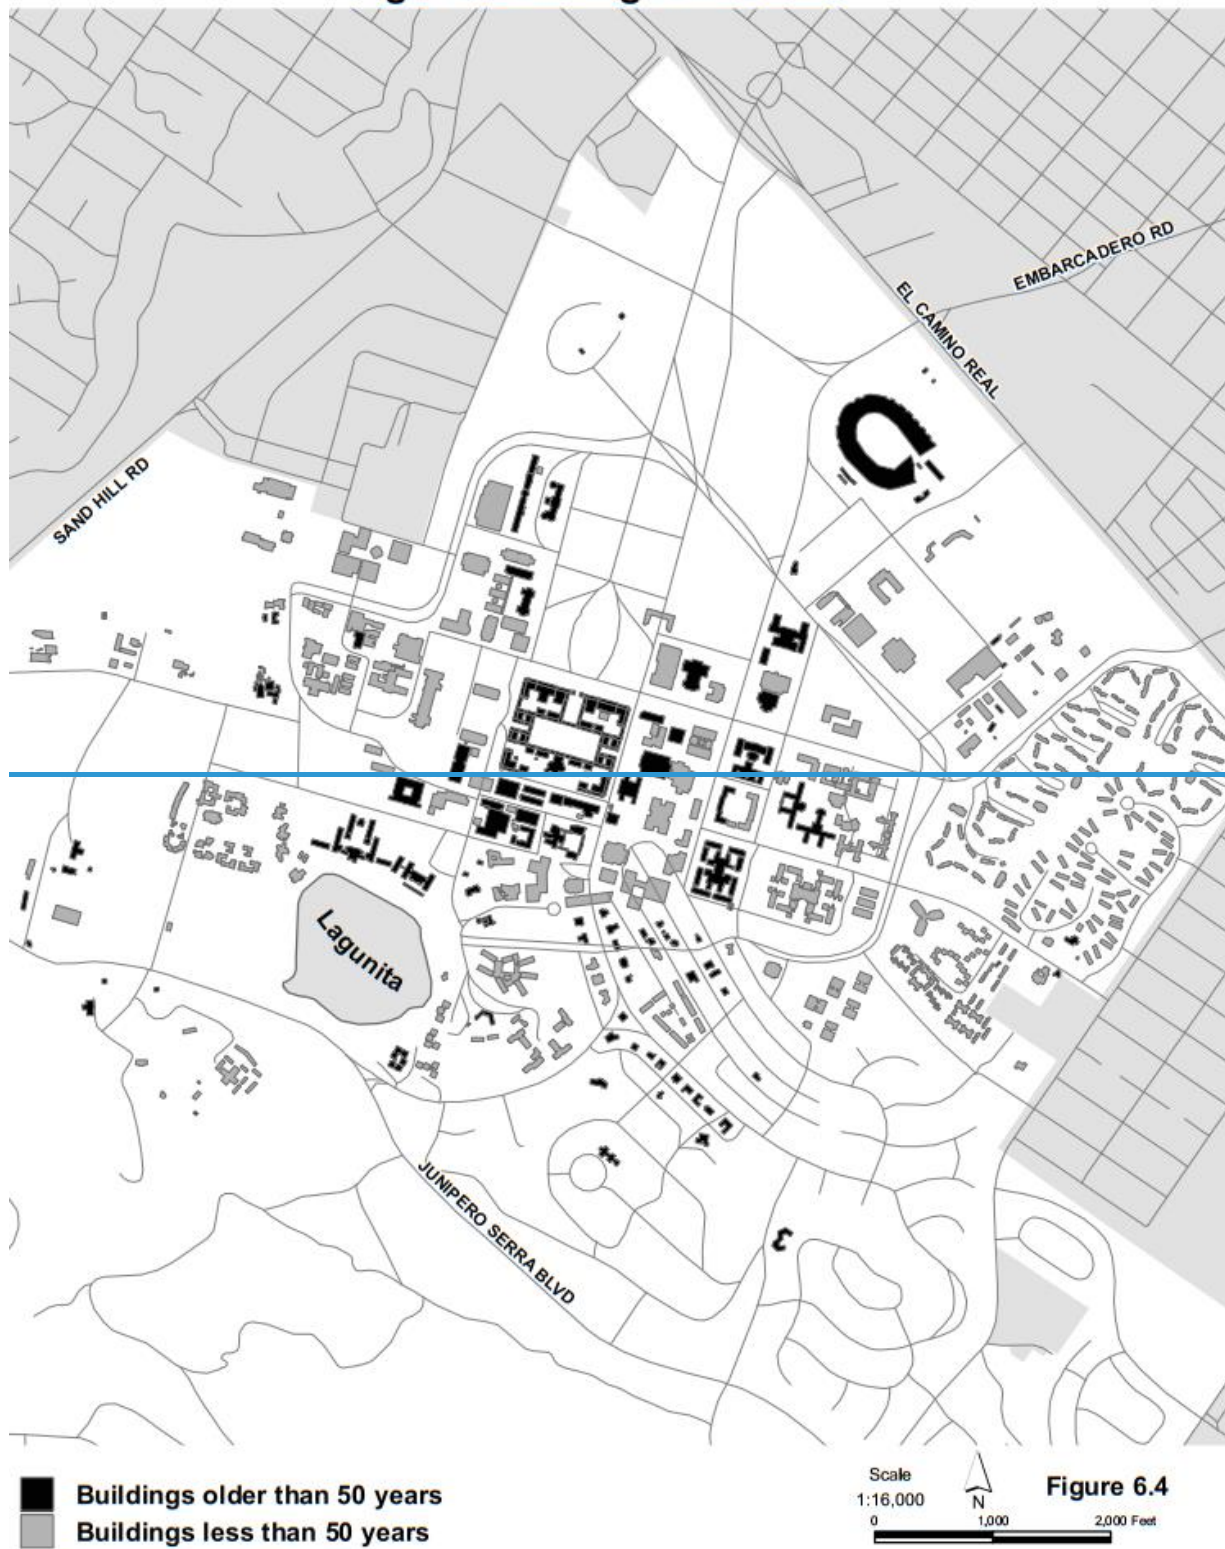 EMBARCADERO RD
EL CAMINO REAL
SAND HILL RD
Lagunita
JUNIPERO SERRA BLVD
Buildings older than 50 years
Buildings less than 50 years
Scale
1:16,000
N
Figure 6.4
0 1,000 2,000 Feet